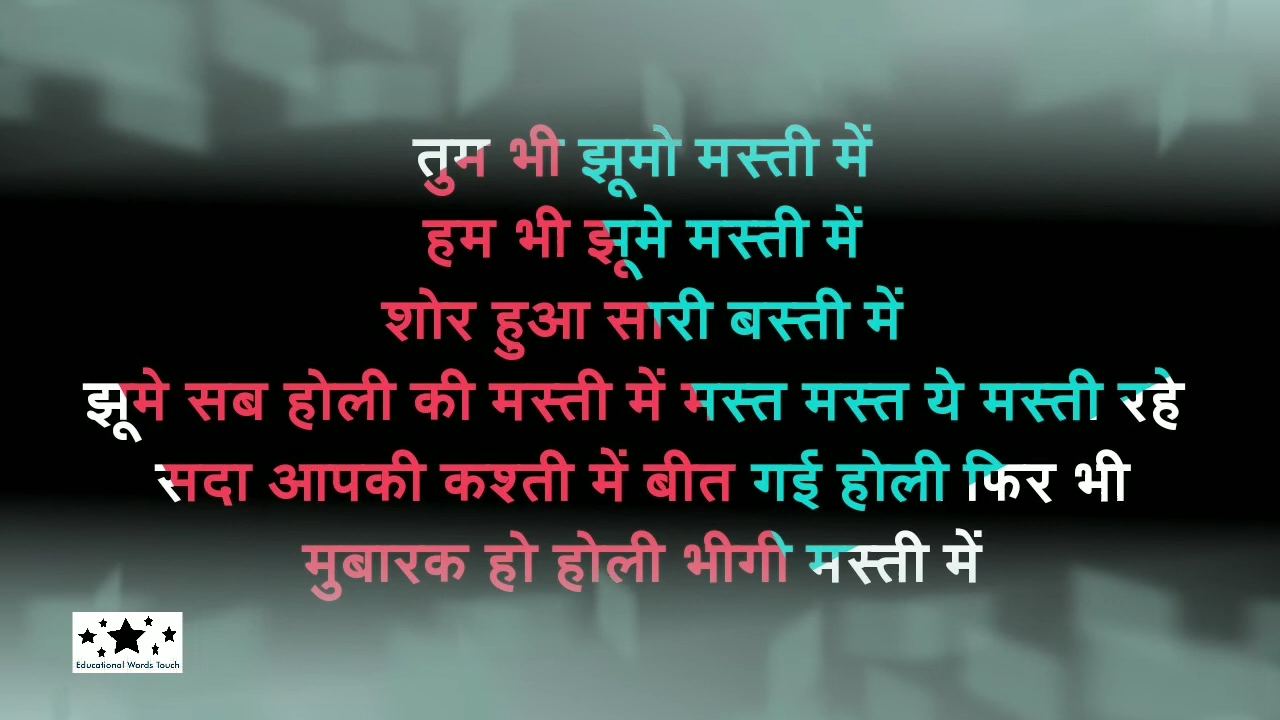 तुम भी झूमो मस्ती में
हम भी झूमे मस्ती में
शोर हुआ सारी बस्ती में
झूमे सब होली की मस्ती में मस्त मस्त ये मस्ती रहे
सदा आपकी कश्ती में बीत गई होली फिर भी
मुबारक हो होली भीगी मस्ती में
Educational Words Touch